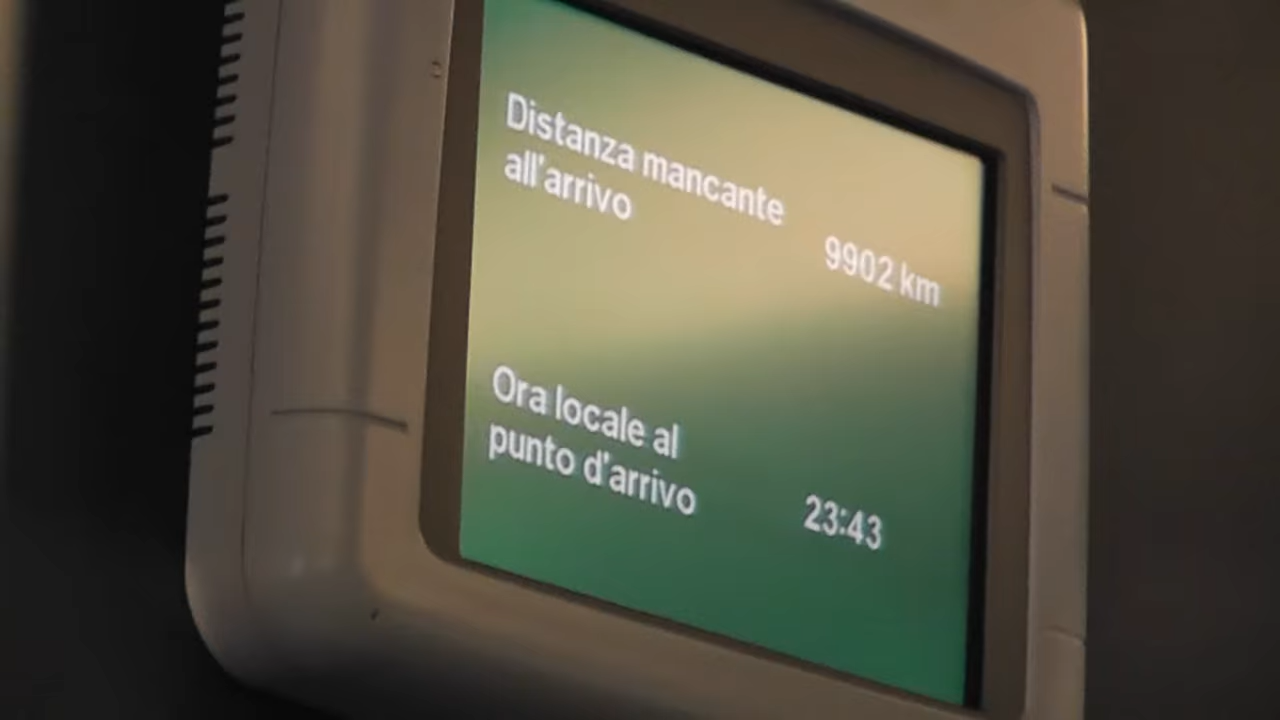 Distanza mancante
all'arrivo
9902 km
Ora locale al
punto d'arrivo
23:43